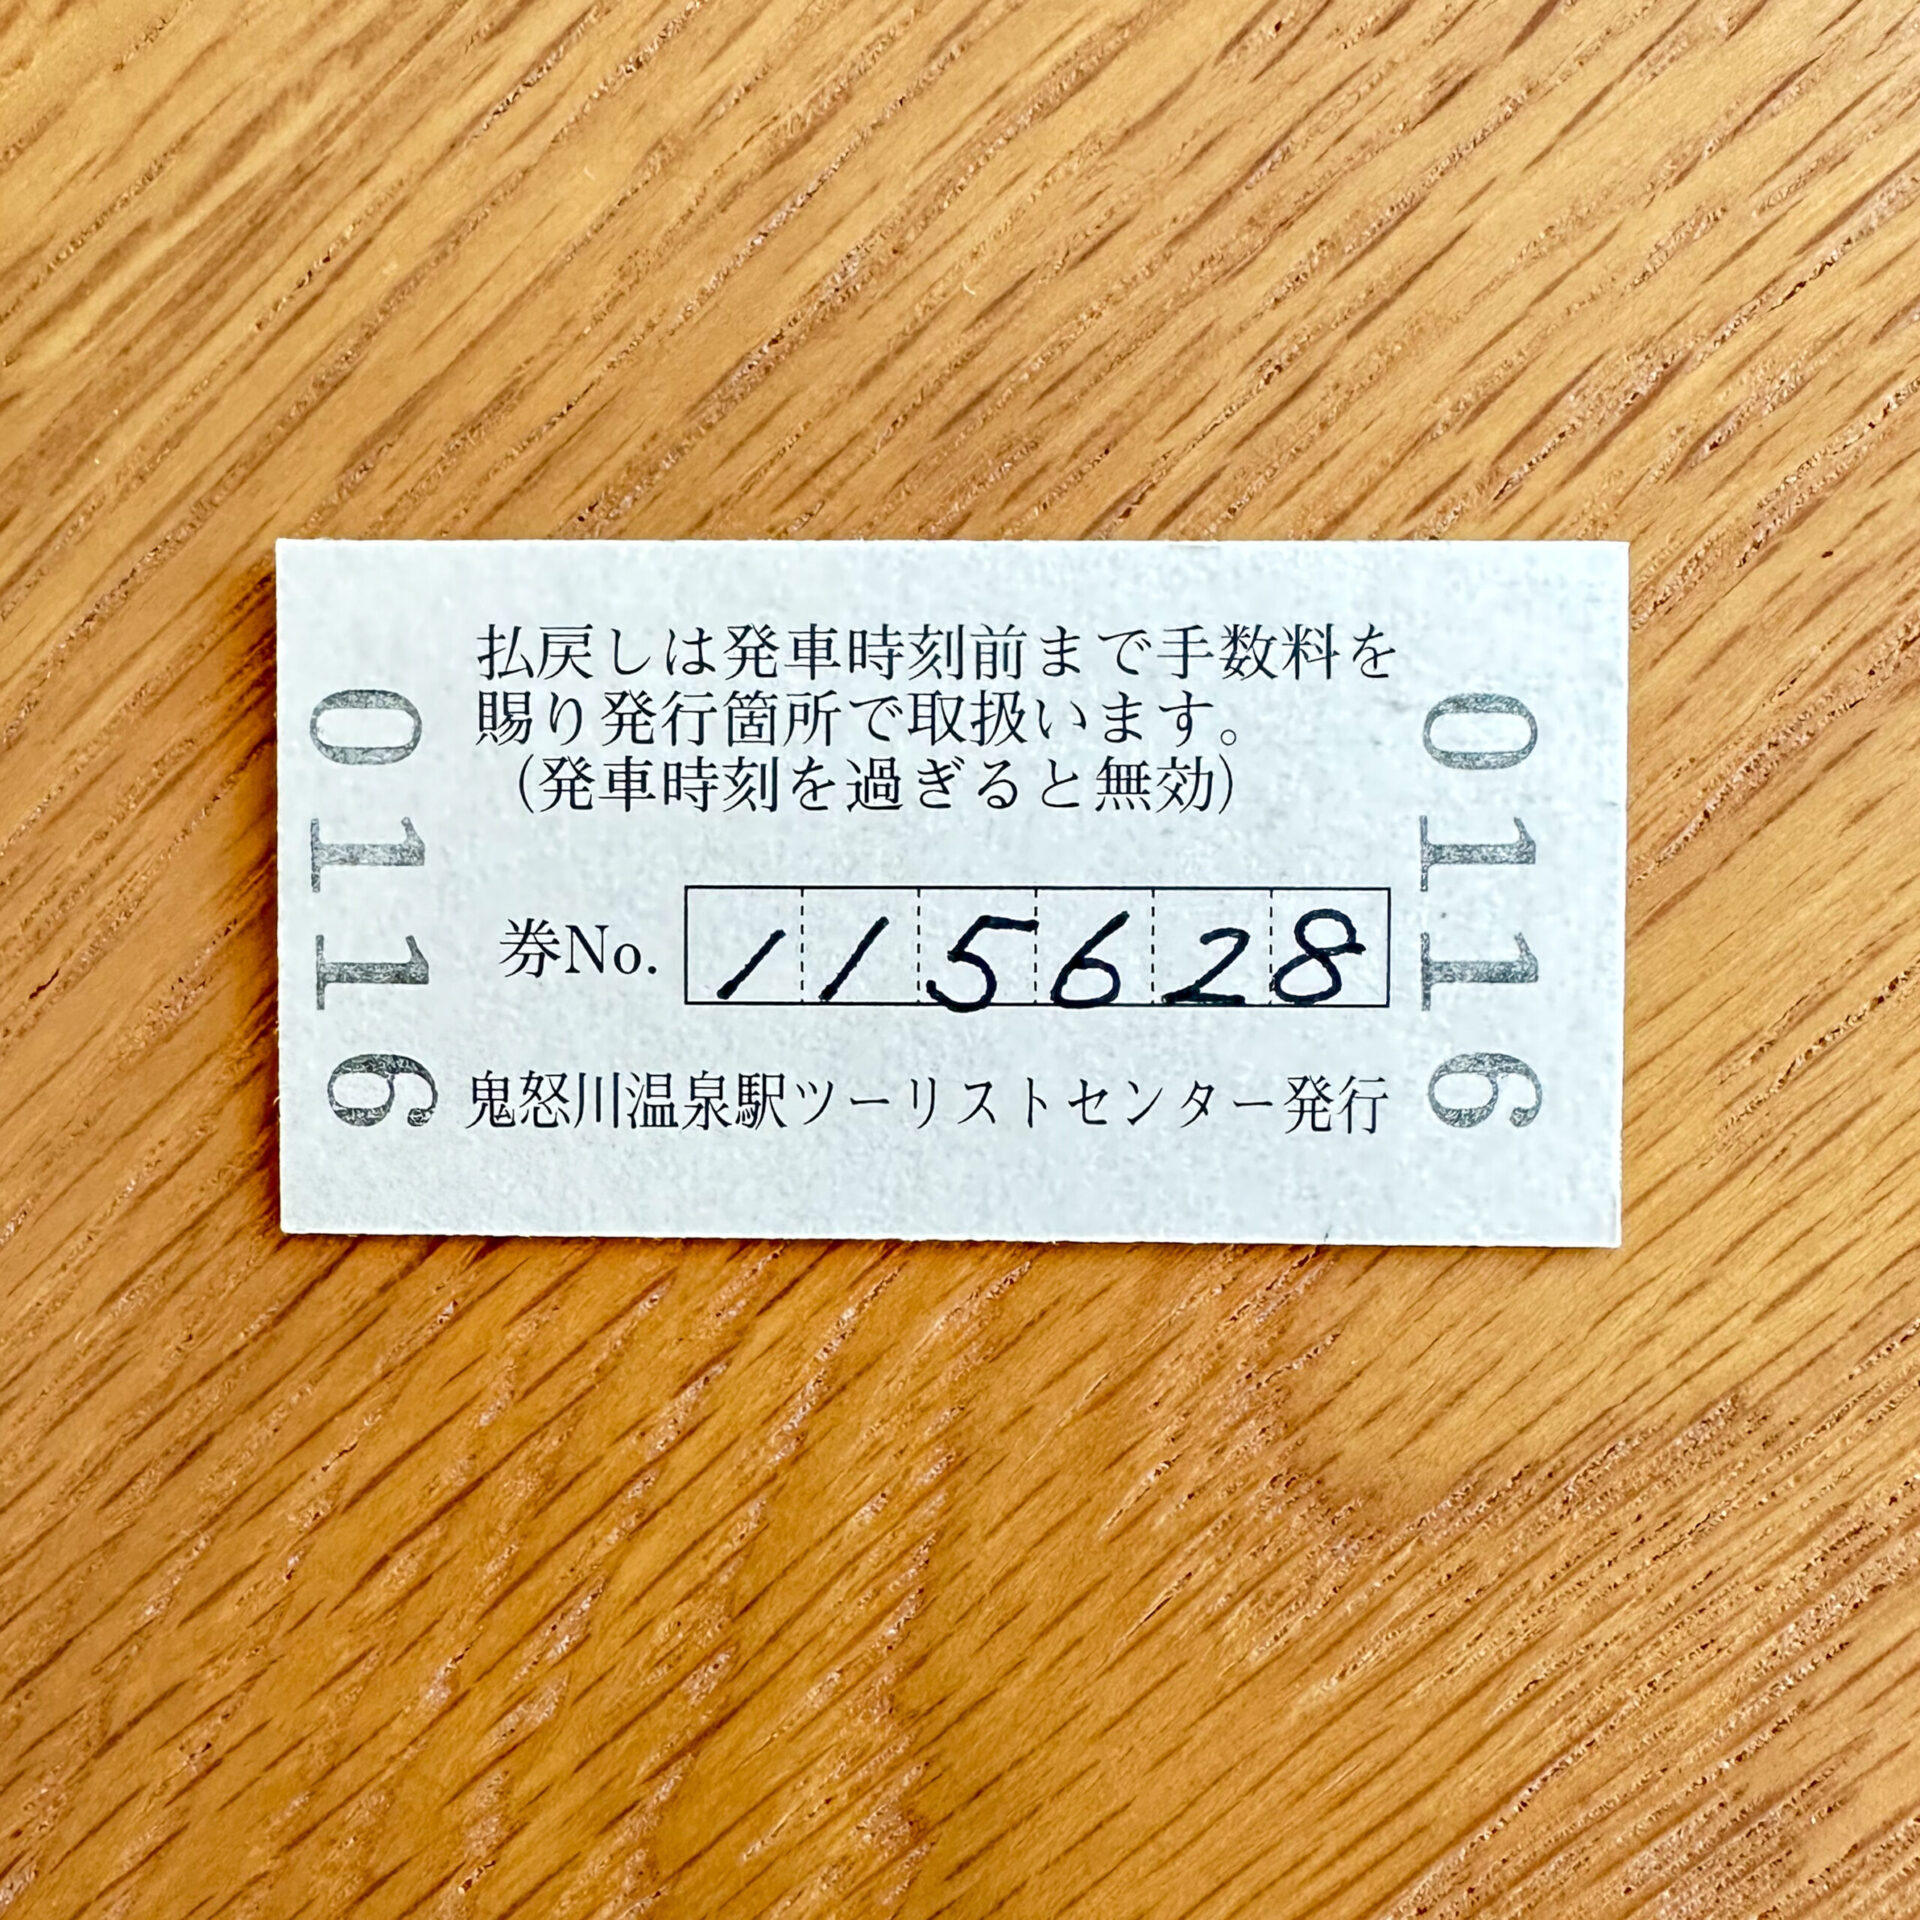 払戻しは発車時刻前まで手数料を
賜り発行箇所で取扱います。
(発車時刻を過ぎると無効)
券No. 115628
鬼怒川温泉駅ツーリストセンター発行
0116
0116